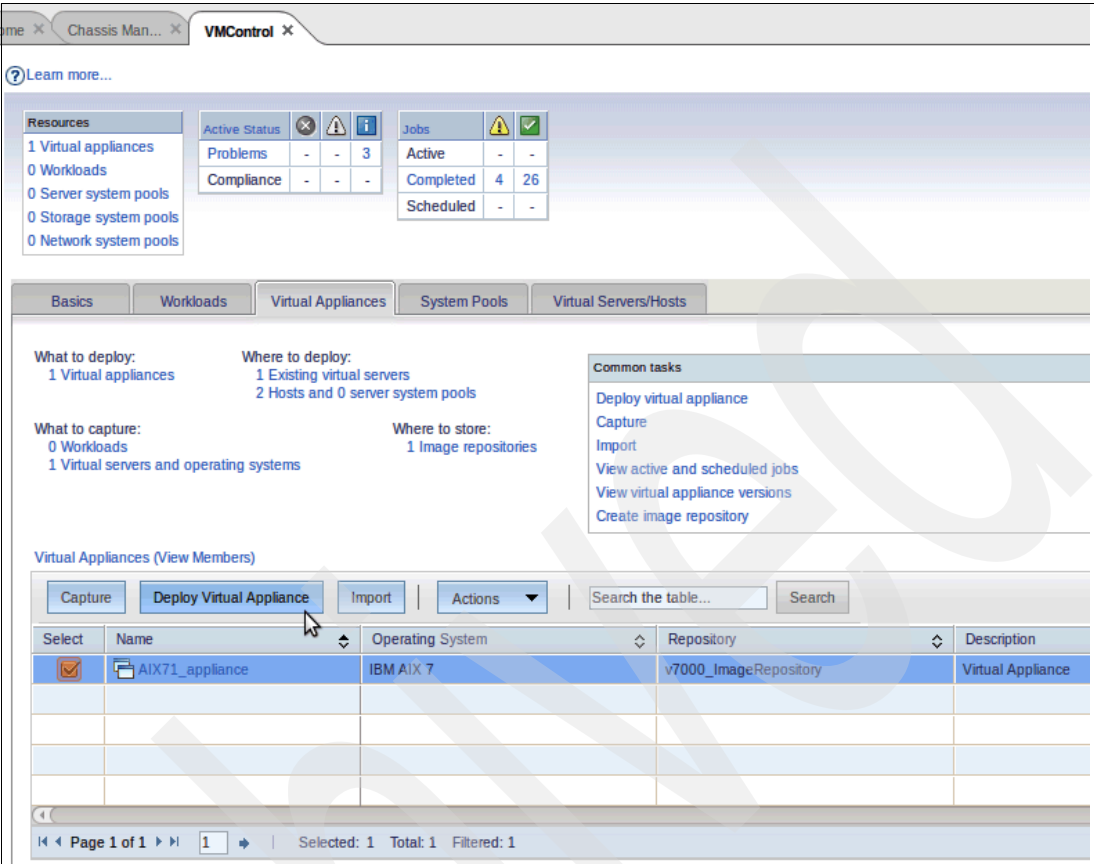 ome × Chassis Man... × VMControl ×
? Learn more...
Resources
1 Virtual appliances
0 Workloads
0 Server system pools
0 Storage system pools
0 Network system pools
Active Status
Problems - - 3
Compliance - - -
Jobs
Active - -
Completed 4 26
Scheduled - -
Basics Workloads Virtual Appliances System Pools Virtual Servers/Hosts
What to deploy:
1 Virtual appliances
Where to deploy:
1 Existing virtual servers
2 Hosts and 0 server system pools
What to capture:
0 Workloads
1 Virtual servers and operating systems
Where to store:
1 Image repositories
Common tasks
Deploy virtual appliance
Capture
Import
View active and scheduled jobs
View virtual appliance versions
Create image repository
Virtual Appliances (View Members)
Capture Deploy Virtual Appliance Import Actions Search the table... Search
Select Name Operating System Repository Description
AIX71_appliance IBM AIX 7 v7000_ImageRepository Virtual Appliance
Page 1 of 1 1 Selected: 1 Total: 1 Filtered: 1